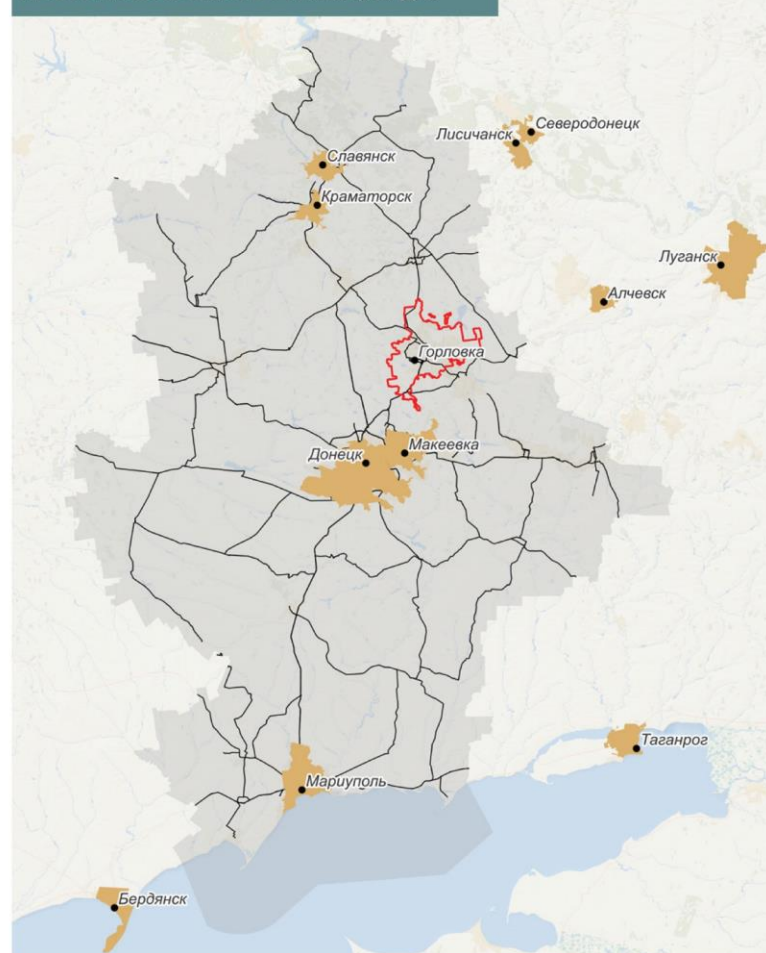 Северодонецк
Лисичанск
Славянск
Краматорск
Луганск
Алчевск
Горловка
Макеевка
Донецк
Таганрог
Мариуполь
Бердянск